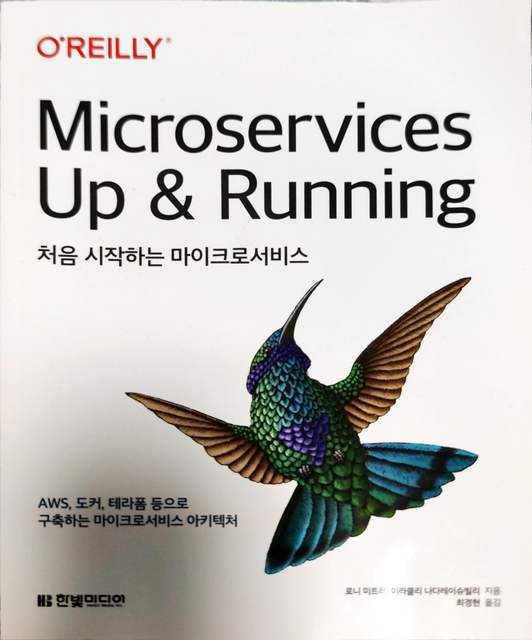 O'REILLY®
Microservices
Up & Running
처음 시작하는 마이크로서비스
AWS, 도커, 테라폼 등으로
구축하는 마이크로서비스 아키텍처
한빛미디어
로니 미트라, 이라클리 나다레이슈빌리 지음
최경현 옮김